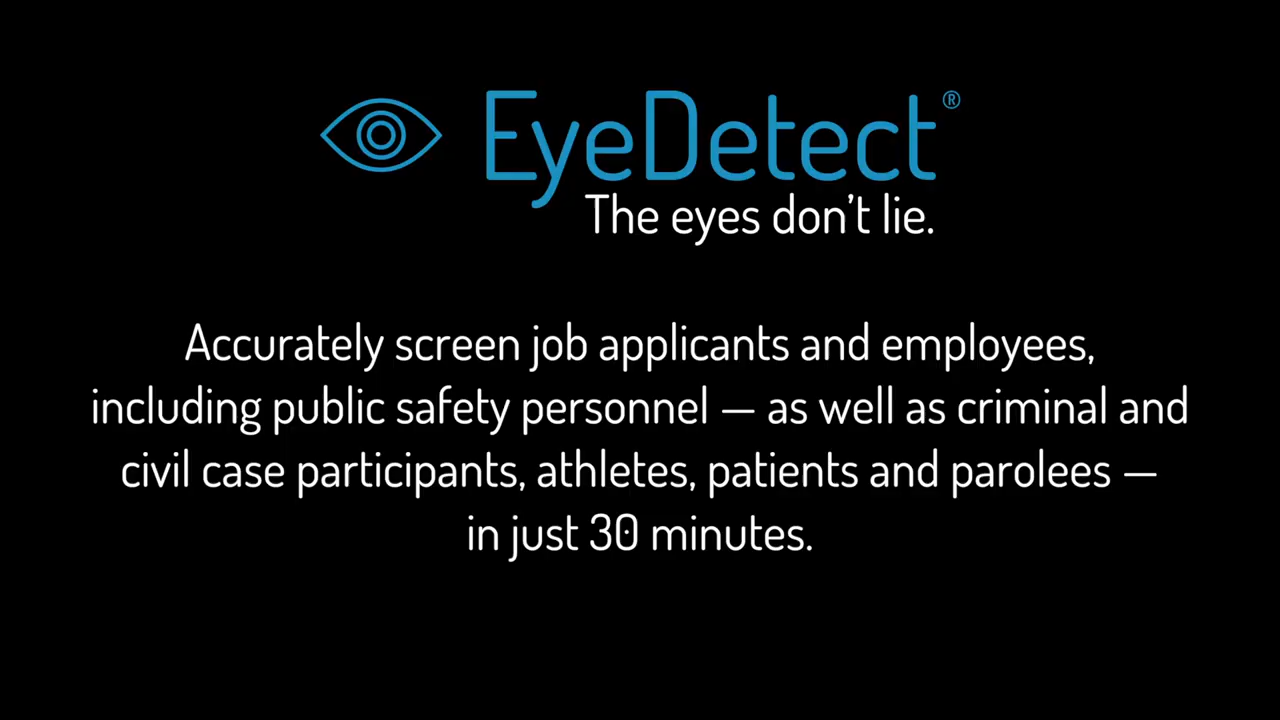 EyeDetect®
The eyes don’t lie.
Accurately screen job applicants and employees,
including public safety personnel — as well as criminal and
civil case participants, athletes, patients and parolees —
in just 30 minutes.